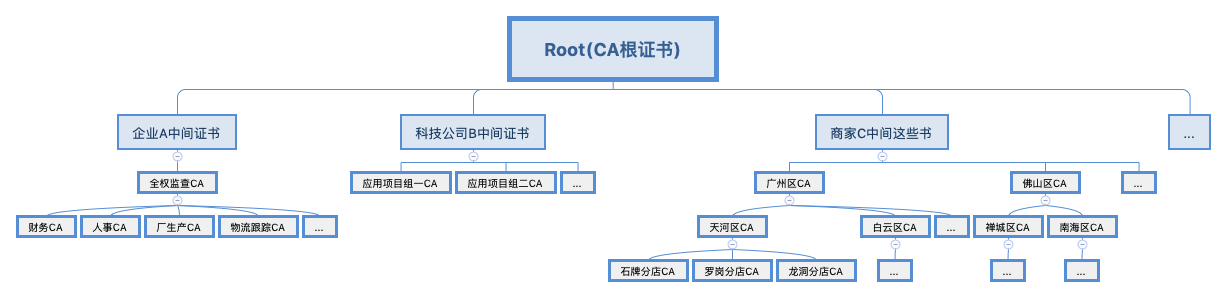 Root(CA根证书)
企业A中间证书
科技公司B中间证书
商家C中间这些书
...
全权监查CA
应用项目组一CA
应用项目组二CA
...
广州区CA
佛山区CA
...
财务CA
人事CA
厂生产CA
物流跟踪CA
...
天河区CA
白云区CA
...
禅城区CA
南海区CA
石牌分店CA
罗岗分店CA
龙洞分店CA
...
...
...